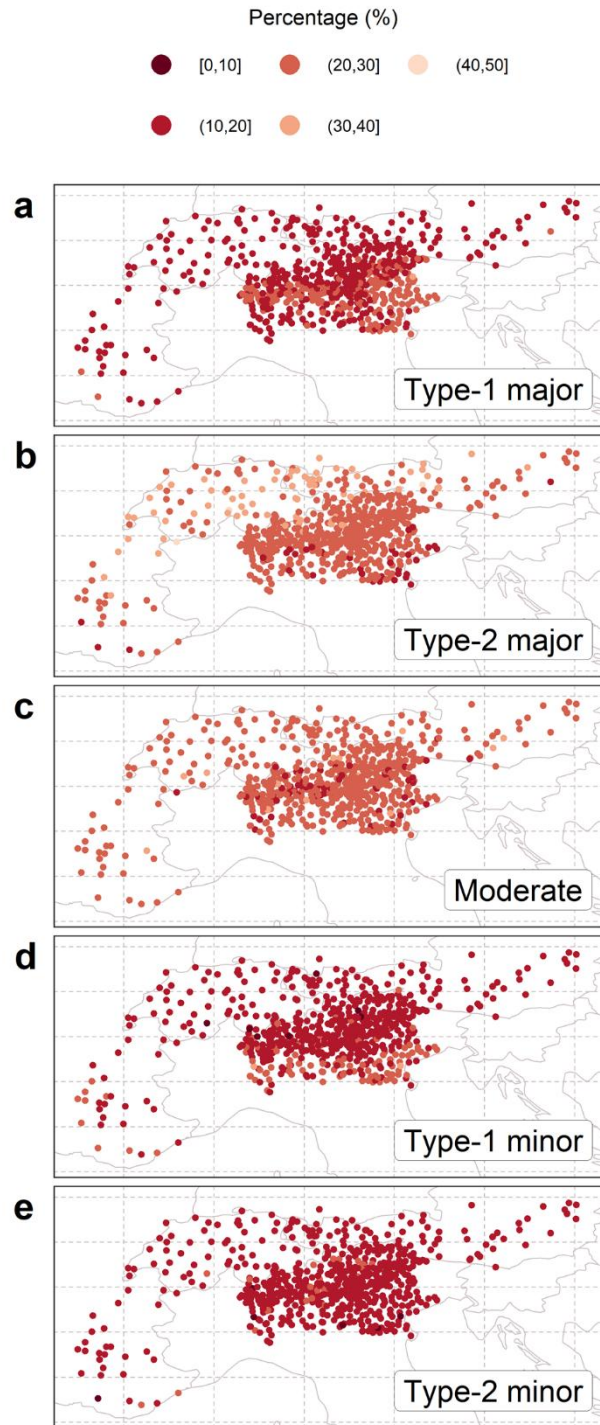 Percentage (%)
[0,10] (20,30] (40,50]
(10,20] (30,40]
a
Type-1 major
b
Type-2 major
c
Moderate
d
Type-1 minor
e
Type-2 minor